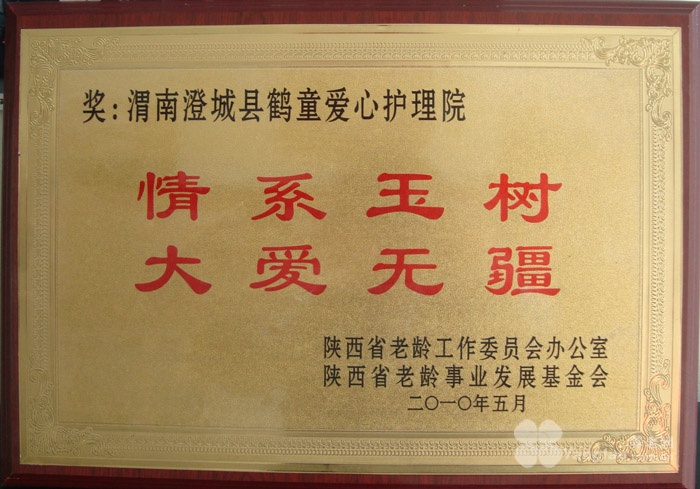 奖:渭南澄城县鹤童爱心护理院
情系玉树
大爱无疆
陕西省老龄工作委员会办公室
陕西省老龄事业发展基金会
二〇一〇年五月